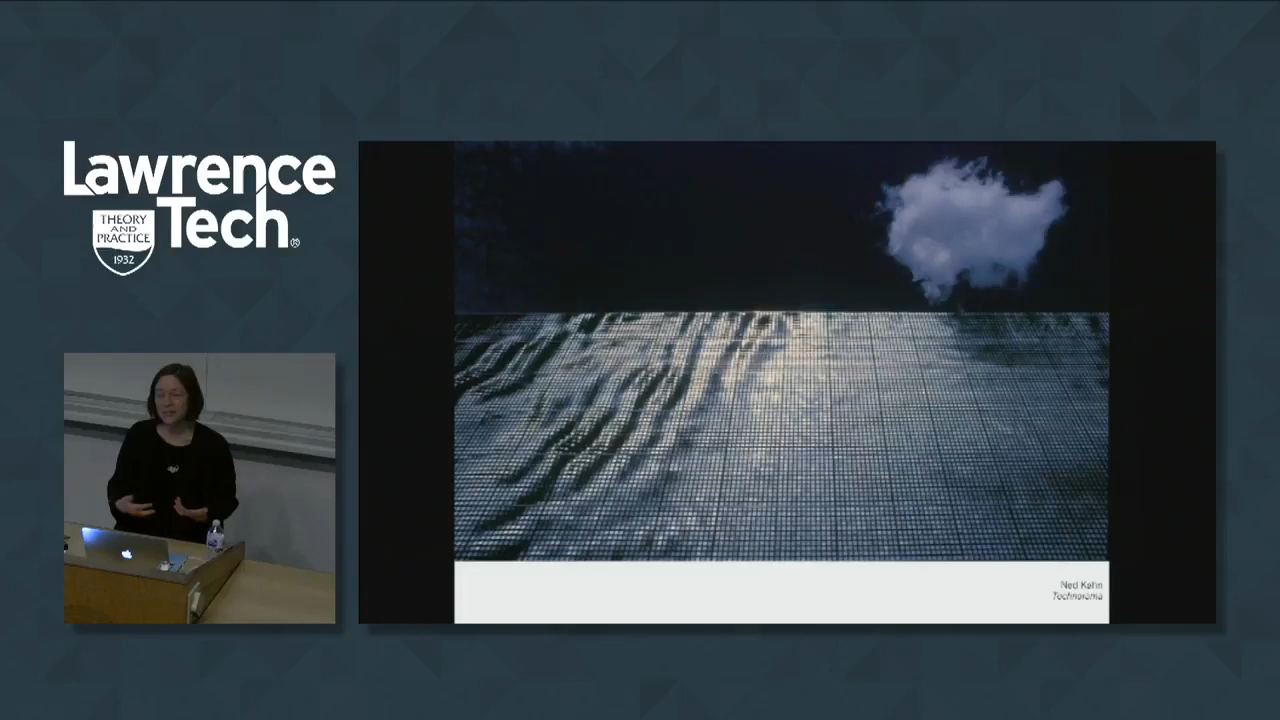 Lawrence
Tech®
THEORY
AND
PRACTICE
1932
Ned Kahn
Technorama